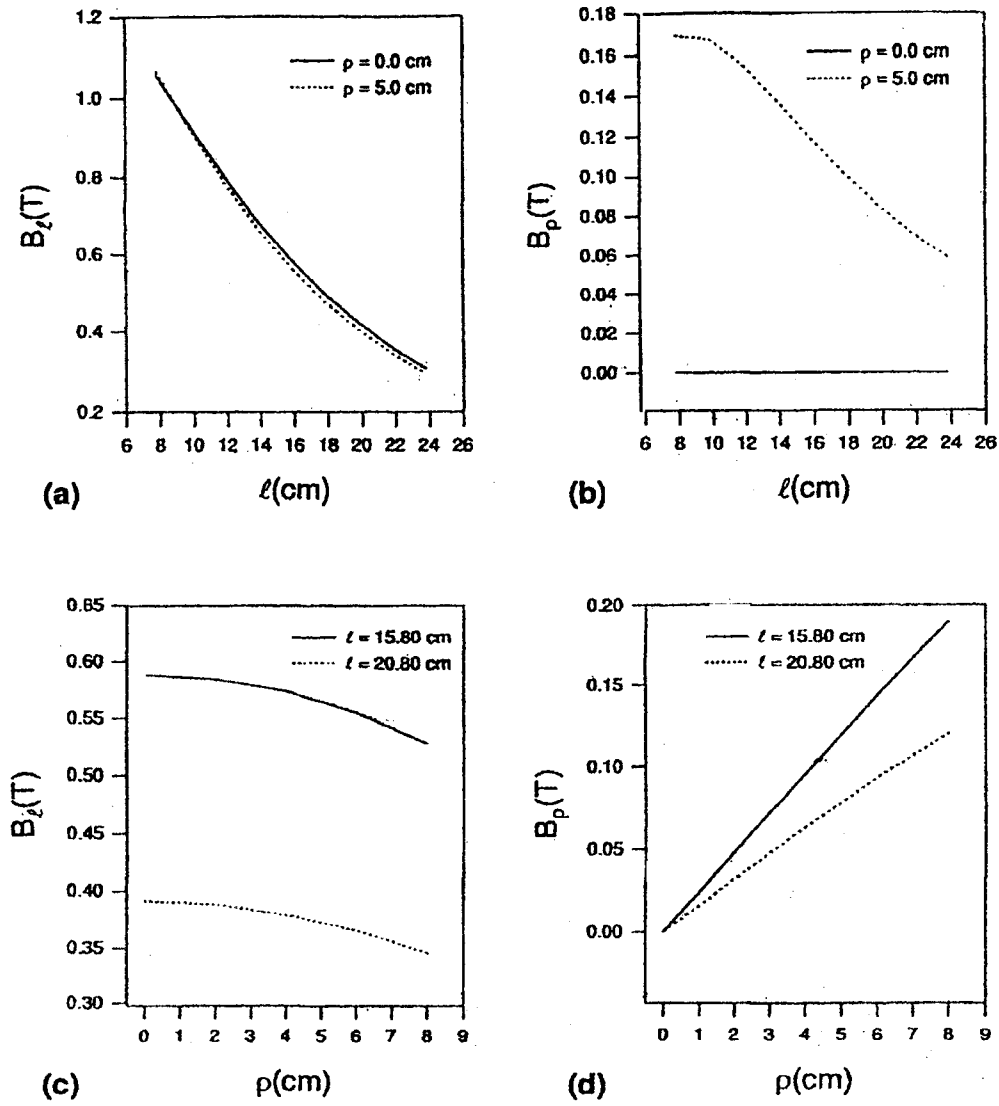 1.2
1.0
0.8
0.6
0.4
0.2
Bℓ(T)
ρ = 0.0 cm
ρ = 5.0 cm
6 8 10 12 14 16 18 20 22 24 26
(a)
ℓ(cm)
0.18
0.16
0.14
0.12
0.10
0.08
0.06
0.04
0.02
0.00
Bρ(T)
ρ = 0.0 cm
ρ = 5.0 cm
6 8 10 12 14 16 18 20 22 24 26
(b)
ℓ(cm)
0.85
0.60
0.55
0.50
0.45
0.40
0.35
0.30
Bℓ(T)
ℓ = 15.80 cm
ℓ = 20.80 cm
0 1 2 3 4 5 6 7 8 9
(c)
ρ(cm)
0.20
0.15
0.10
0.05
0.00
Bρ(T)
ℓ = 15.80 cm
ℓ = 20.80 cm
0 1 2 3 4 5 6 7 8 9
(d)
ρ(cm)